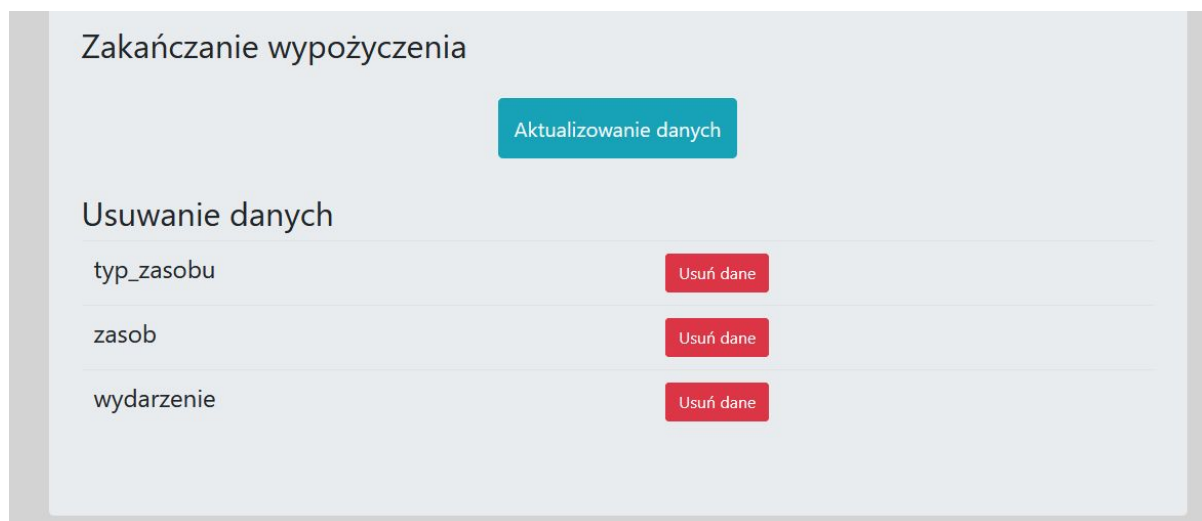 Zakańczanie wypożyczenia
Aktualizowanie danych
Usuwanie danych
typ_zasobu Usuń dane
zasob Usuń dane
wydarzenie Usuń dane